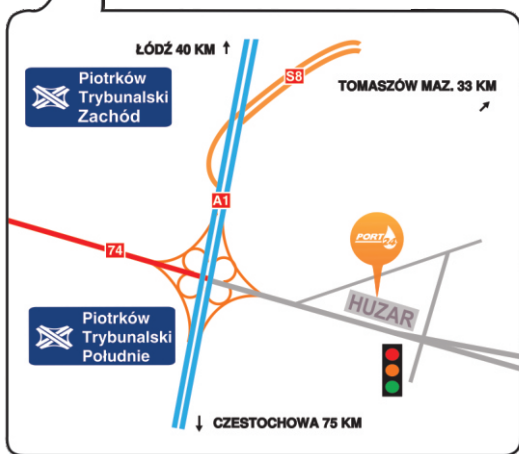 ŁÓDŹ 40 KM ↑
S8
Piotrków
Trybunalski
Zachód
TOMASZÓW MAZ. 33 KM
A1
74
PORT 24
HUZAR
Piotrków
Trybunalski
Południe
↓ CZESTOCHOWA 75 KM